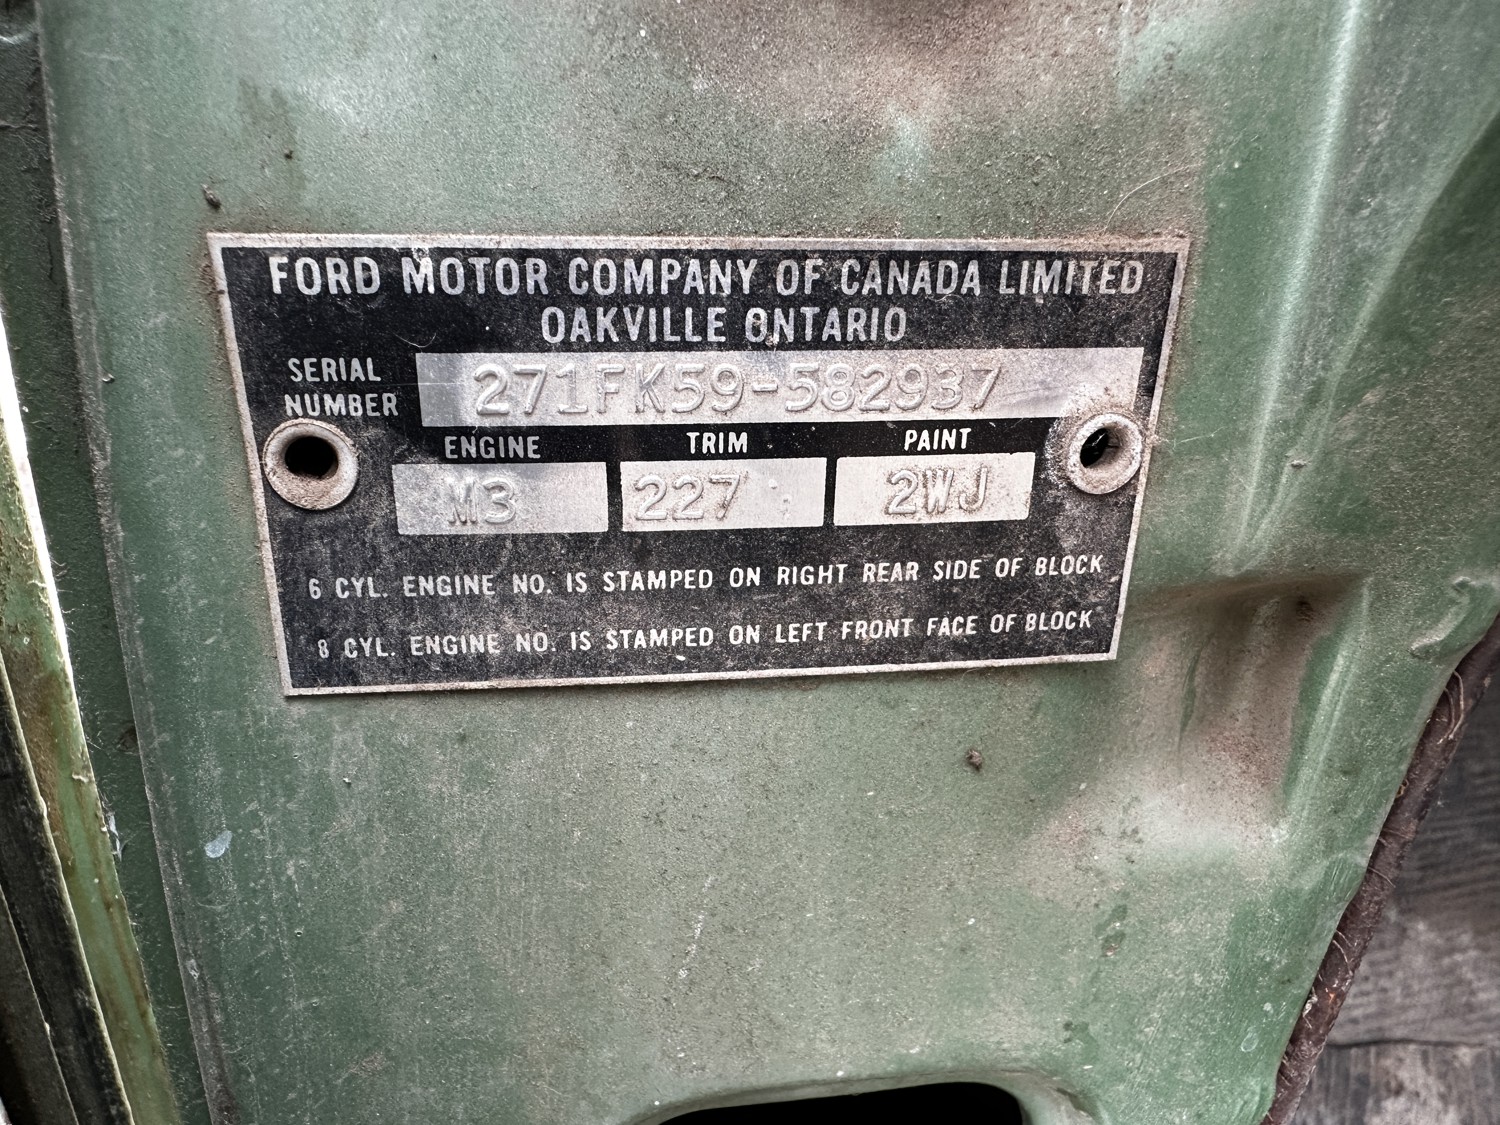 FORD MOTOR COMPANY OF CANADA LIMITED
OAKVILLE ONTARIO
SERIAL NUMBER 271FK59-582937
ENGINE TRIM PAINT
M3 227 2WJ
6 CYL. ENGINE NO. IS STAMPED ON RIGHT REAR SIDE OF BLOCK
8 CYL. ENGINE NO. IS STAMPED ON LEFT FRONT FACE OF BLOCK